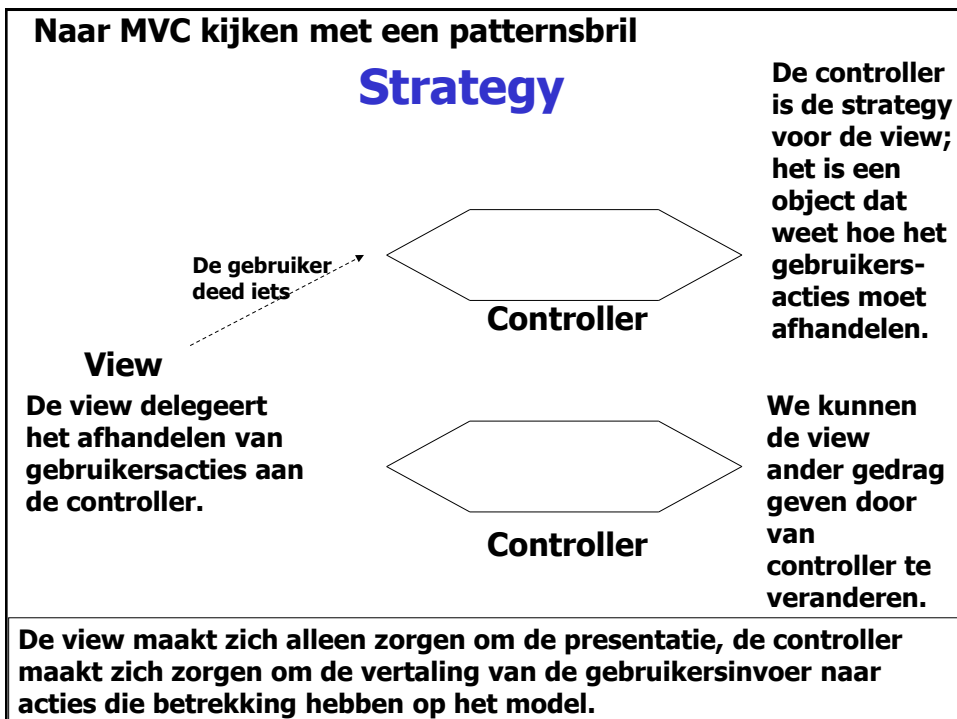 Naar MVC kijken met een patternsbril
Strategy
De controller
is de strategy
voor de view;
het is een
object dat
weet hoe het
gebruikers-
acties moet
afhandelen.
De gebruiker
deed iets
Controller
View
De view delegeert
het afhandelen van
gebruikersacties aan
de controller.
Controller
We kunnen
de view
ander gedrag
geven door
van
controller te
veranderen.
De view maakt zich alleen zorgen om de presentatie, de controller
maakt zich zorgen om de vertaling van de gebruikersinvoer naar
acties die betrekking hebben op het model.